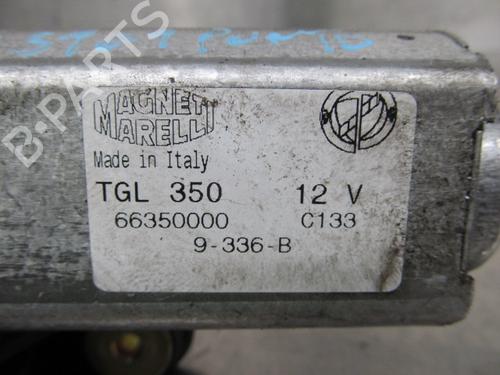 B-PARTS
MAGNETI
MARELLI
Made in Italy
TGL 350 12 V
66350000 C133
9-336-B